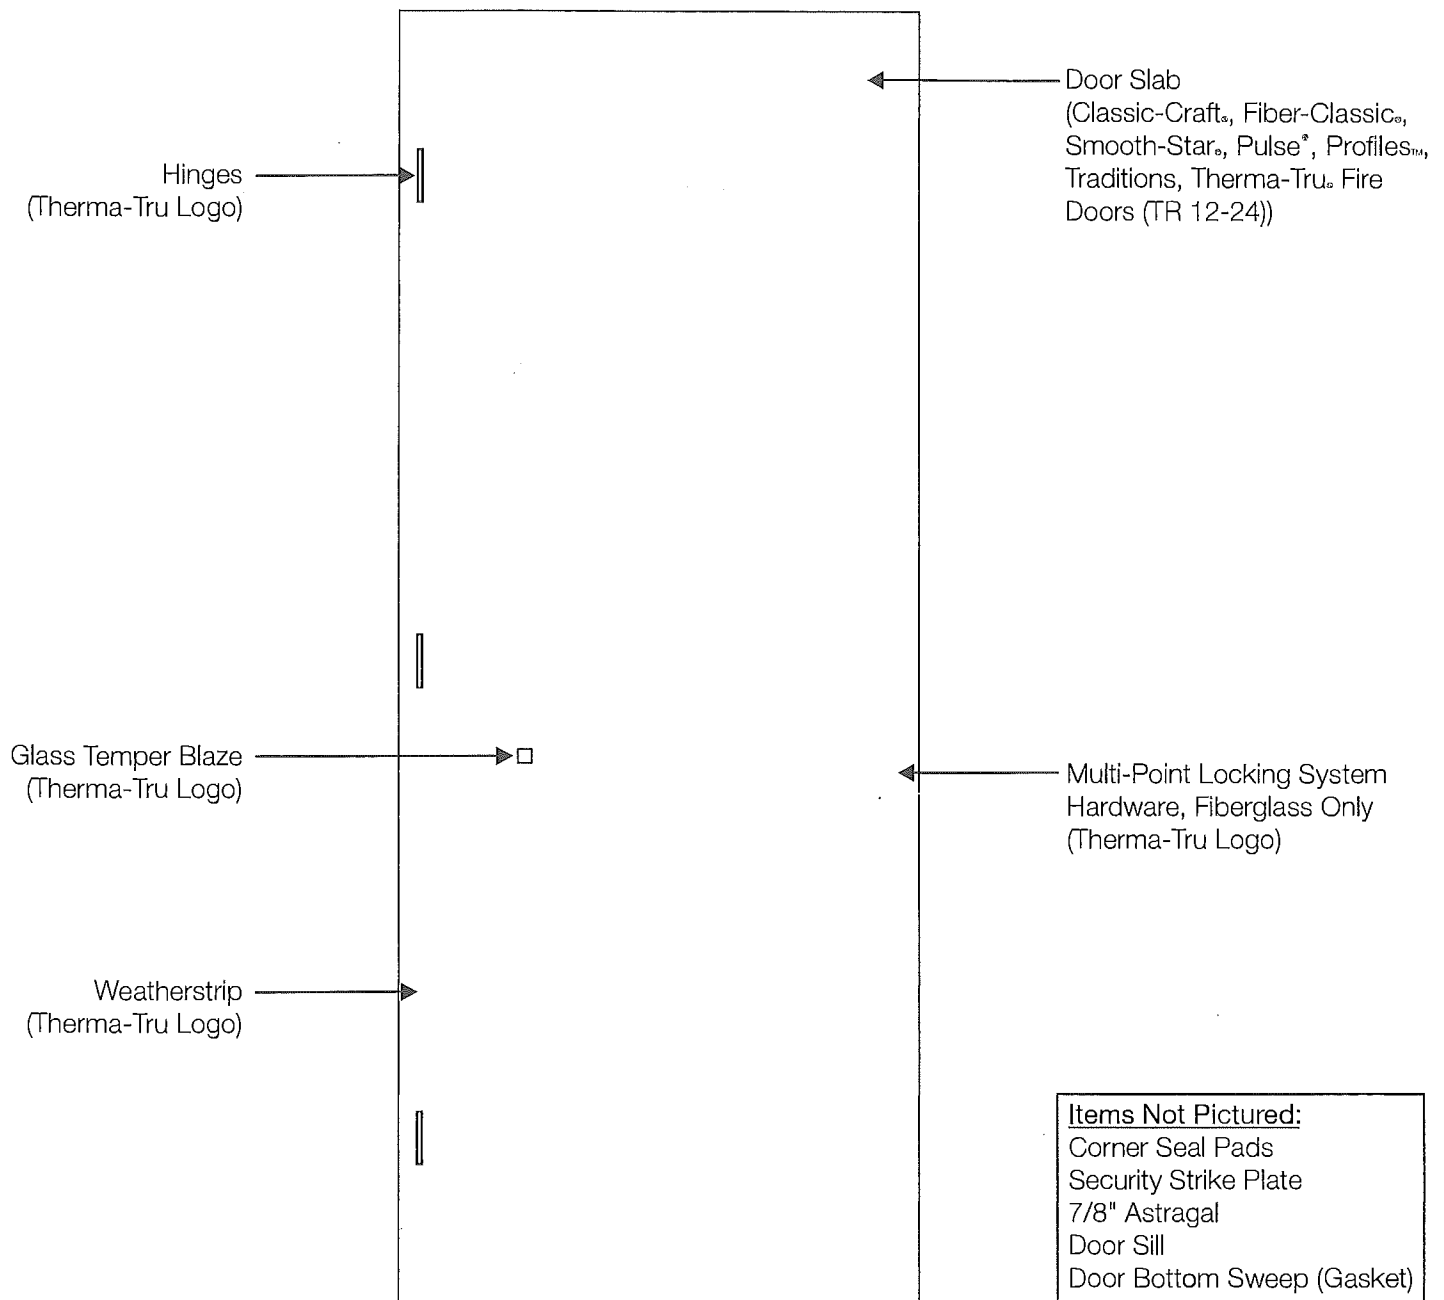 Door Slab
(Classic-Craft®, Fiber-Classic®,
Smooth-Star®, Pulse®, Profiles™,
Traditions, Therma-Tru® Fire
Doors (TR 12-24))
Hinges
(Therma-Tru Logo)
Glass Temper Blaze
(Therma-Tru Logo)
Multi-Point Locking System
Hardware, Fiberglass Only
(Therma-Tru Logo)
Weatherstrip
(Therma-Tru Logo)
Items Not Pictured:
Corner Seal Pads
Security Strike Plate
7/8" Astragal
Door Sill
Door Bottom Sweep (Gasket)